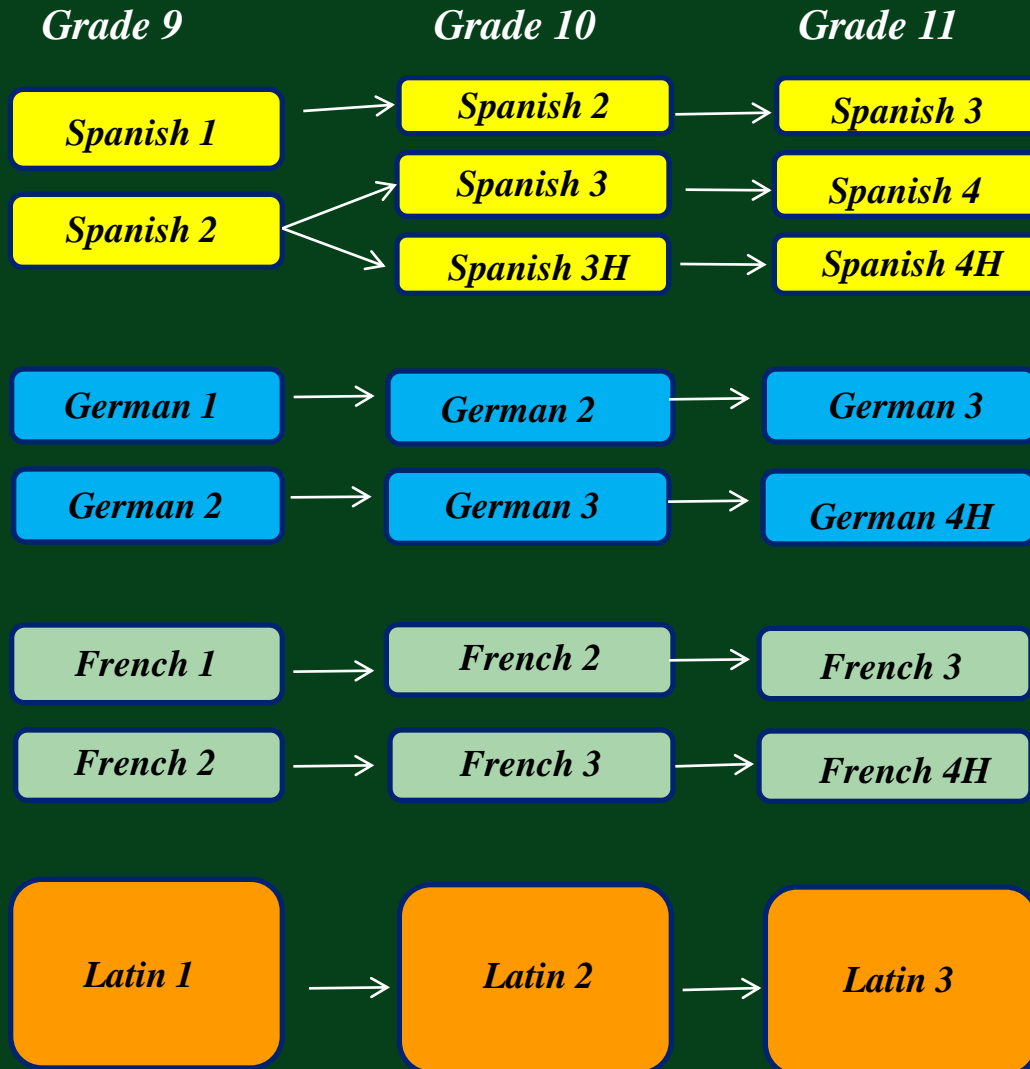 Grade 9 Grade 10 Grade 11
Spanish 1 Spanish 2 Spanish 3
Spanish 2 Spanish 3 Spanish 4
Spanish 3H Spanish 4H
German 1 German 2 German 3
German 2 German 3 German 4H
French 1 French 2 French 3
French 2 French 3 French 4H
Latin 1 Latin 2 Latin 3